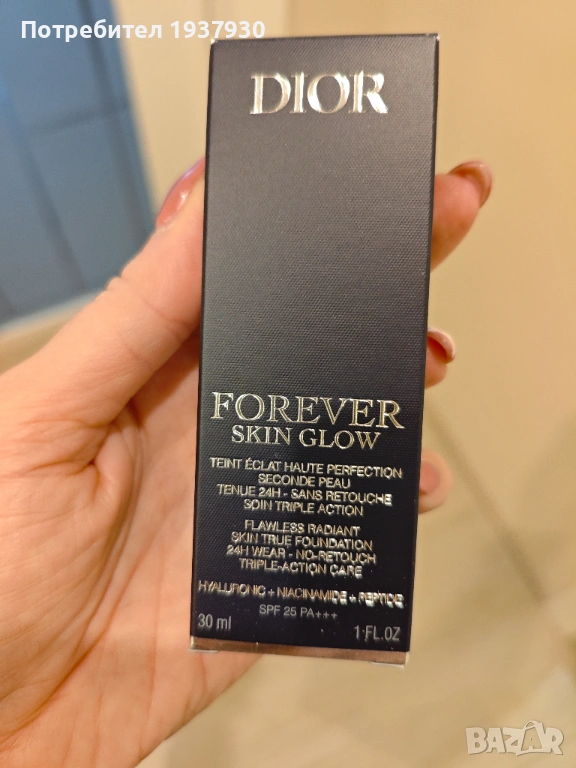 Потребител 1937930
DIOR
FOREVER
SKIN GLOW
TEINT ÉCLAT HAUTE PERFECTION
SECONDE PEAU
TENUE 24H - SANS RETOUCHE
SOIN TRIPLE ACTION
FLAWLESS RADIANT
SKIN TRUE FOUNDATION
24H WEAR - NO-RETOUCH
TRIPLE-ACTION CARE
HYALURONIC + NIACINAMIDE + PEPTIDE
SPF 25 PA+++
30 ml 1 FL.OZ
BAZAR